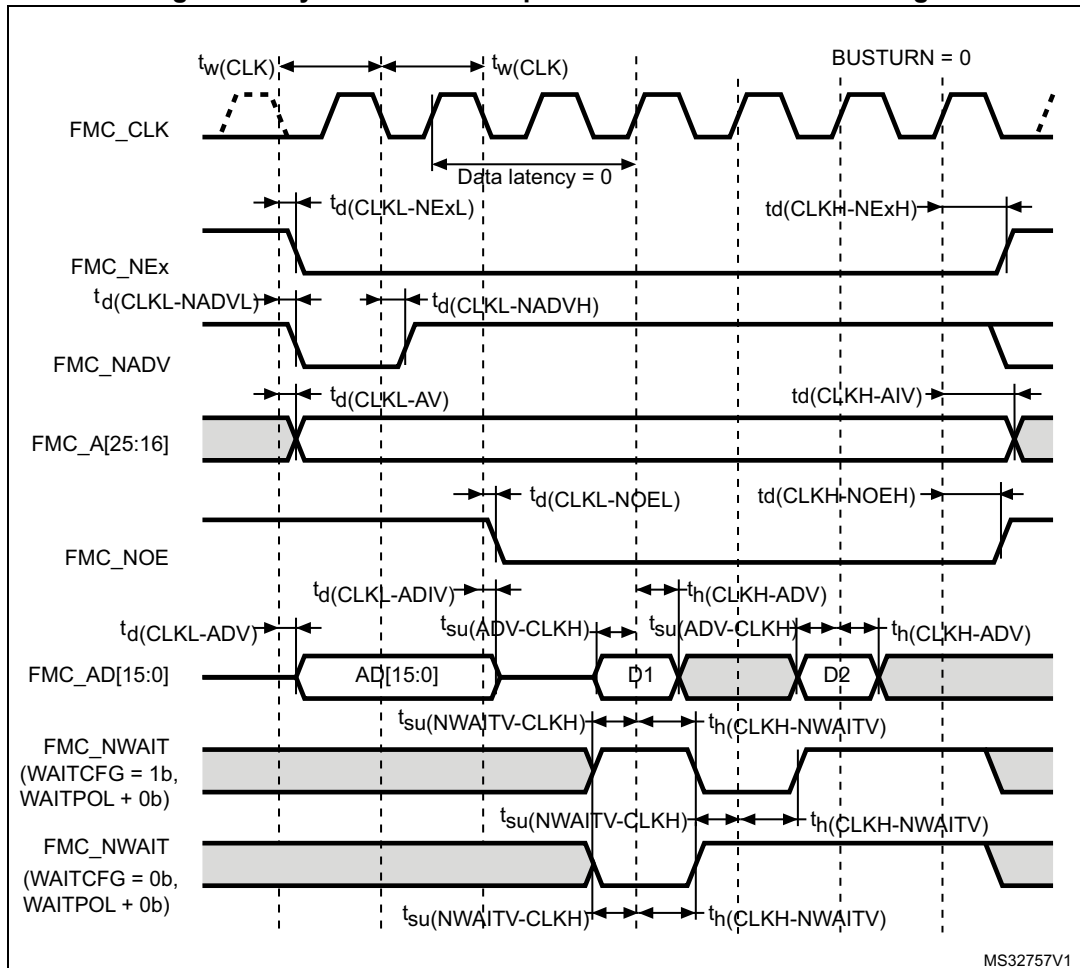 BUSTURN = 0
tw(CLK) tw(CLK)
FMC_CLK
Data latency = 0
td(CLKL-NExL) td(CLKH-NExH)
FMC_NEx
td(CLKL-NADVL) td(CLKL-NADVH)
FMC_NADV
td(CLKL-AV) td(CLKH-AIV)
FMC_A[25:16]
td(CLKL-NOEL) td(CLKH-NOEH)
FMC_NOE
td(CLKL-ADIV) th(CLKH-ADV)
td(CLKL-ADV) tsu(ADV-CLKH) tsu(ADV-CLKH) th(CLKH-ADV)
FMC_AD[15:0] AD[15:0] D1 D2
tsu(NWAITV-CLKH) th(CLKH-NWAITV)
FMC_NWAIT
(WAITCFG = 1b,
WAITPOL + 0b)
tsu(NWAITV-CLKH) th(CLKH-NWAITV)
FMC_NWAIT
(WAITCFG = 0b,
WAITPOL + 0b)
tsu(NWAITV-CLKH) th(CLKH-NWAITV)
MS32757V1